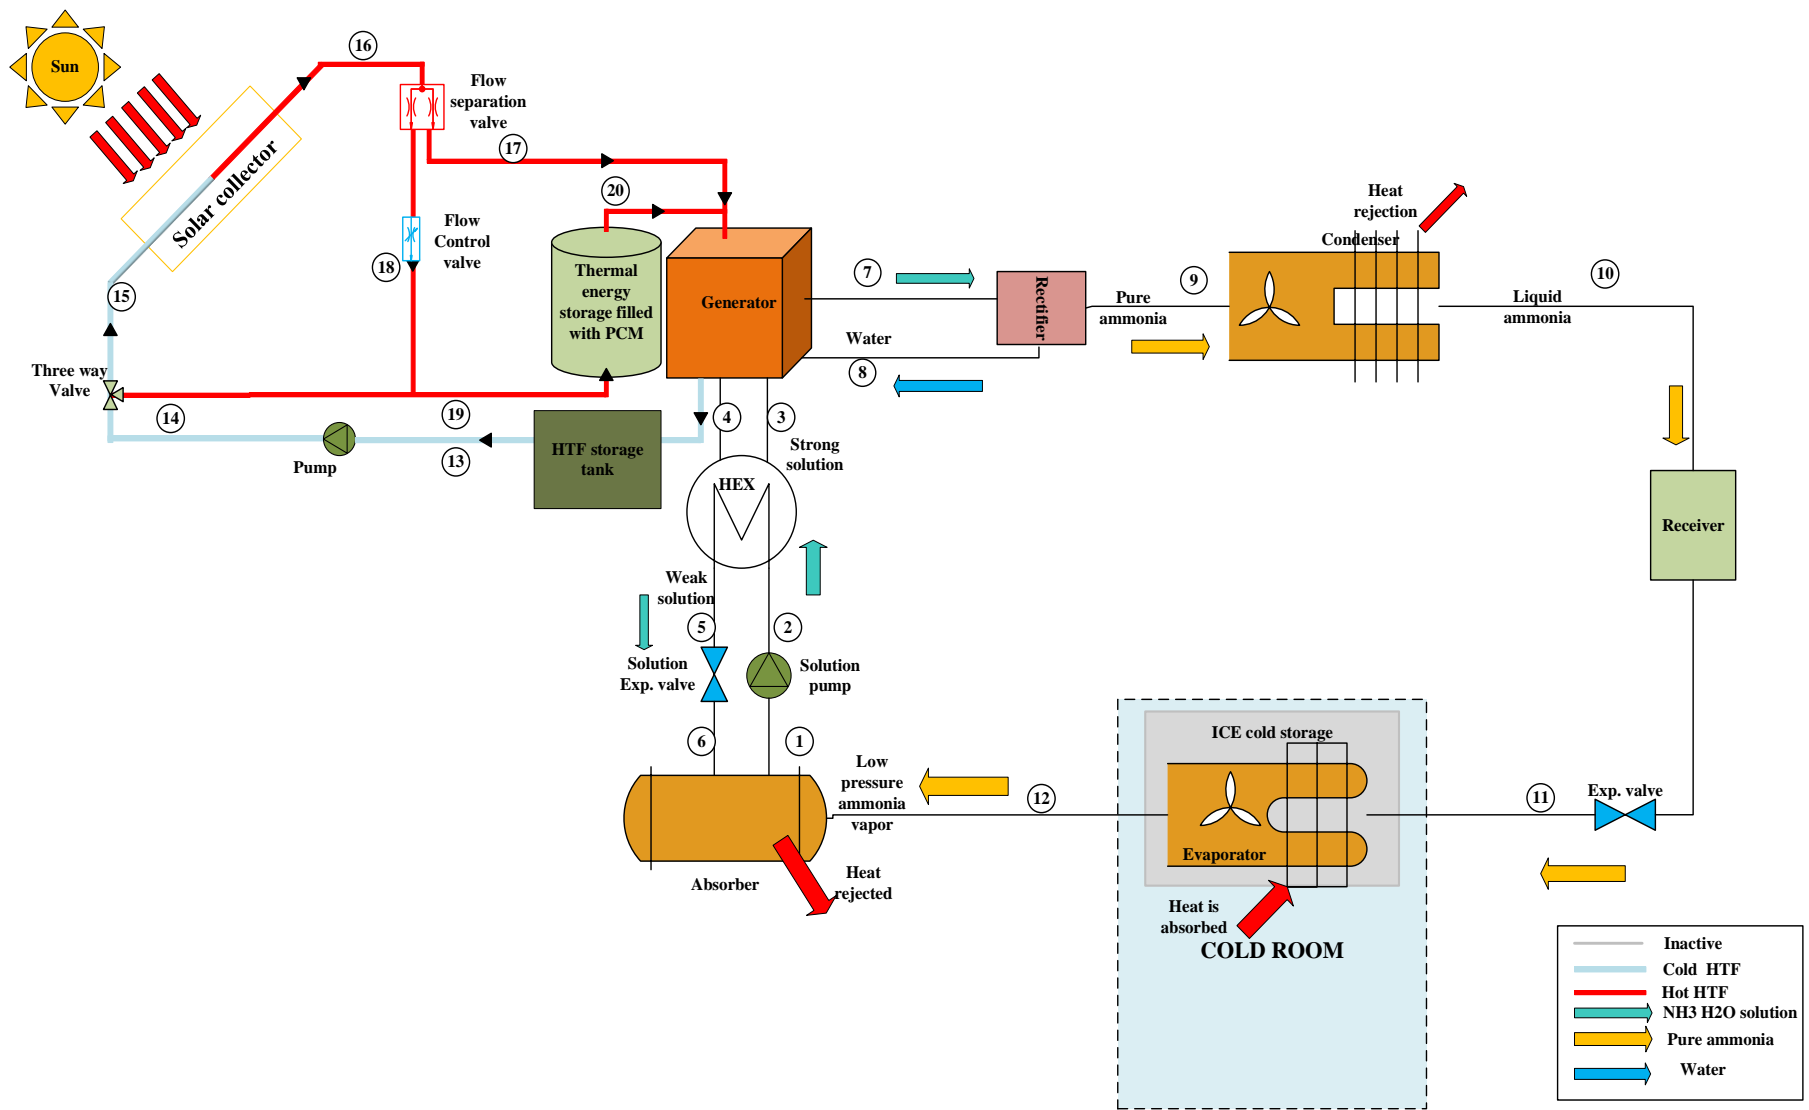 Sun
Solar collector
16
Flow
separation
valve
17
20
Flow
Control
valve
18
15
Three way
Valve
14
19
13
Pump
HTF storage
tank
Thermal
energy
storage filled
with PCM
Generator
7
Water
8
Rectifier
Pure
ammonia
9
Heat
rejection
Condenser
Liquid
ammonia
10
Receiver
4
3
Strong
solution
HEX
Weak
solution
5
2
Solution
Exp. valve
Solution
pump
6
1
Low
pressure
ammonia
vapor
Absorber
Heat
rejected
12
ICE cold storage
Evaporator
Heat is
absorbed
COLD ROOM
11
Exp. valve
Inactive
Cold HTF
Hot HTF
NH3 H2O solution
Pure ammonia
Water